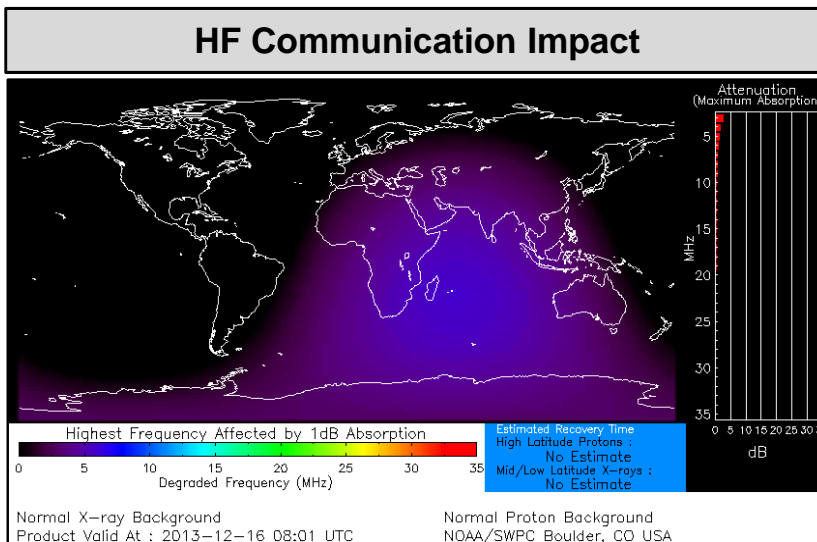 HF Communication Impact
Attenuation
(Maximum Absorption
5
10
15
MHz
20
25
30
35
0 5 10 15 20 25 30 3
dB
Highest Frequency Affected by 1dB Absorption
0 5 10 15 20 25 30 35
Degraded Frequency (MHz)
Estimated Recovery Time
High Latitude Protons :
No Estimate
Mid/Low Latitude X-rays :
No Estimate
Normal X-ray Background
Product Valid At : 2013-12-16 08:01 UTC
Normal Proton Background
NOAA/SWPC Boulder, CO USA